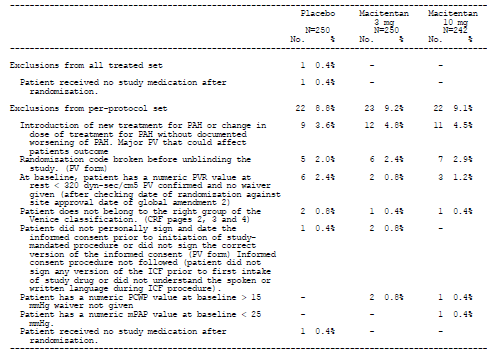 Placebo Macitentan Macitentan
3 mg 10 mg
N=250 N=250 N=242
No. % No. % No. %
Exclusions from all treated set 1 0.4% - -
Patient received no study medication after 1 0.4% - -
randomization.
Exclusions from per-protocol set 22 8.8% 23 9.2% 22 9.1%
Introduction of new treatment for PAH or change in 9 3.6% 12 4.8% 11 4.5%
dose of treatment for PAH without documented
worsening of PAH. Major PV that could affect
patients outcome
Randomization code broken before unblinding the 5 2.0% 6 2.4% 7 2.9%
study. (PV form)
At baseline, patient has a numeric PVR value at 6 2.4% 2 0.8% 3 1.2%
rest < 320 dyn-sec/cm5 PV confirmed and no waiver
given (after checking date of randomization against
site approval date of global amendment 2)
Patient does not belong to the right group of the 2 0.8% 1 0.4% 1 0.4%
Venice classification. (CRF pages 2, 3 and 4)
Patient did not personally sign and date the 1 0.4% 2 0.8% -
informed consent prior to initiation of study-
mandated procedure or did not sign the correct
version of the informed consent (PV form) Informed
consent procedure not followed (patient did not
sign any version of the ICF prior to first intake
of study drug or did not understand the spoken or
written language during ICF procedure).
Patient has a numeric PCWP value at baseline > 15 - 2 0.8% 1 0.4%
mmHg waiver not given
Patient has a numeric mPAP value at baseline < 25 - - 1 0.4%
mmHg.
Patient received no study medication after 1 0.4% - -
randomization.